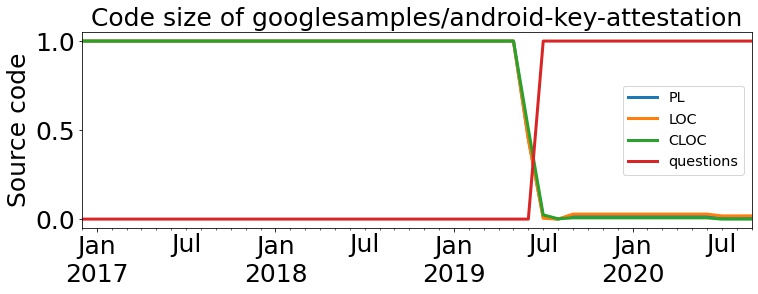 Code size of googlesamples/android-key-attestation
Source code
1.0
0.5
0.0
PL
LOC
CLOC
questions
Jan Jul Jan Jul Jan Jul Jan Jul
2017 2018 2019 2020